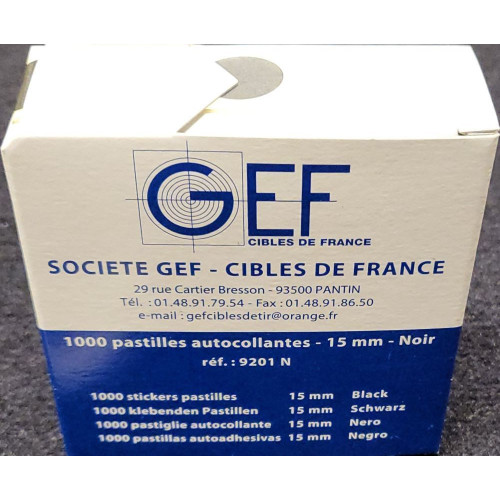 GEF
CIBLES DE FRANCE
SOCIETE GEF - CIBLES DE FRANCE
29 rue Cartier Bresson - 93500 PANTIN
Tél. : 01.48.91.79.54 - Fax : 01.48.91.86.50
e-mail : gefciblesdetir@orange.fr
1000 pastilles autocollantes - 15 mm - Noir
réf. : 9201 N
1000 stickers pastilles 15 mm Black
1000 klebenden Pastillen 15 mm Schwarz
1000 pastiglie autocollante 15 mm Nero
1000 pastillas autoadhesivas 15 mm Negro